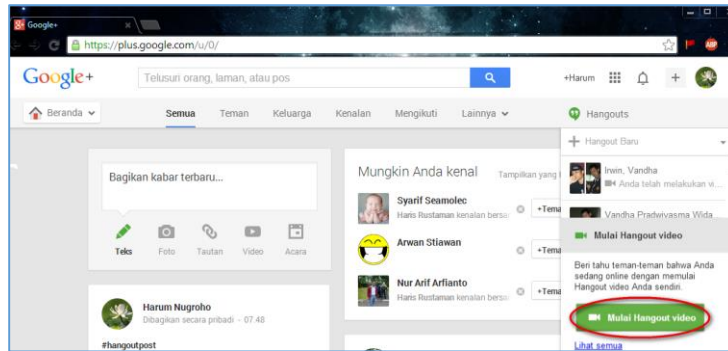 Google+
https://plus.google.com/u/0/
Google+
Telusuri orang, laman, atau pos
+Harum
Beranda
Semua Teman Keluarga Kenalan Mengikuti Lainnya
Hangouts
Hangout Baru
Bagikan kabar terbaru...
Teks Foto Tautan Video Acara
Harum Nugroho
Dibagikan secara pribadi - 07.48
#hangoutpost
Mungkin Anda kenal
Tampilkan yang
Syarif Seamolec
Haris Rustaman kenalan bersa
+Tema
Arwan Stiawan
+Tema
Nur Arif Arfianto
Haris Rustaman kenalan bersa
+Tema
Irwin, Vandha
Anda telah melakukan vi...
Vandha Pradwiyasma Wida
Mulai Hangout video
Beri tahu teman-teman bahwa Anda
sedang online dengan memulai
Hangout video Anda sendiri.
Mulai Hangout video
Lihat semua